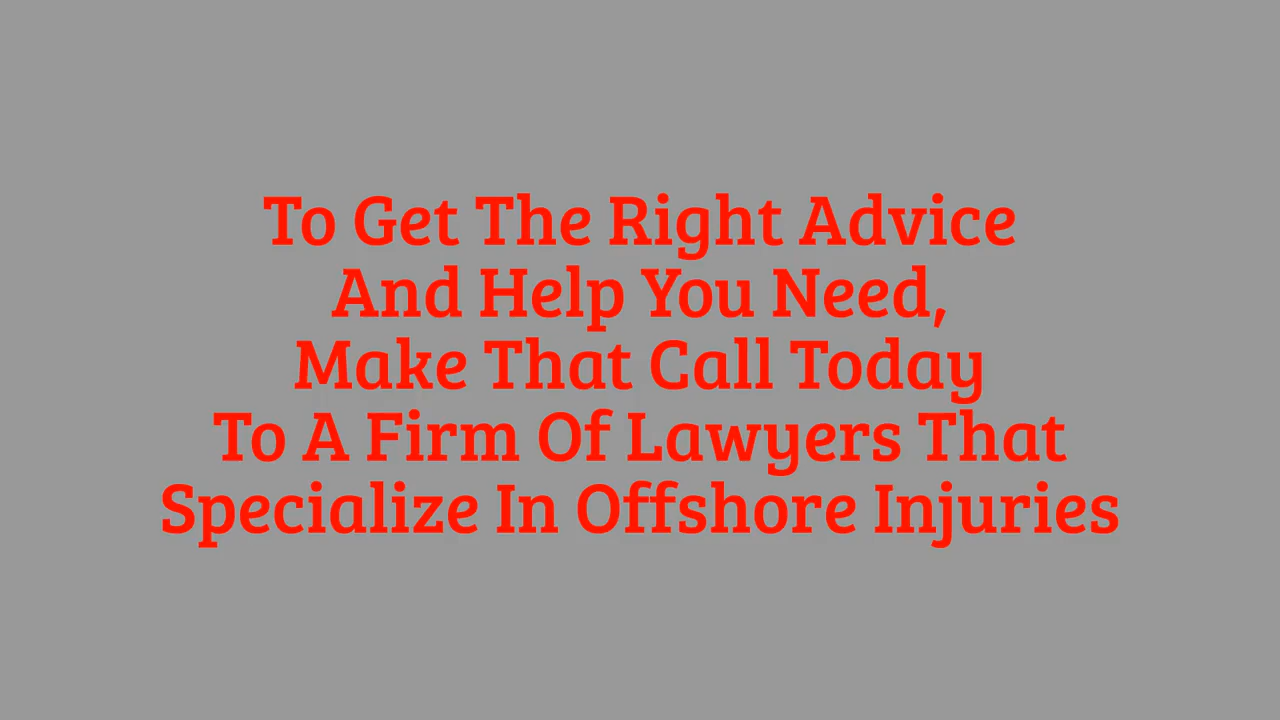 To Get The Right Advice
And Help You Need,
Make That Call Today
To A Firm Of Lawyers That
Specialize In Offshore Injuries